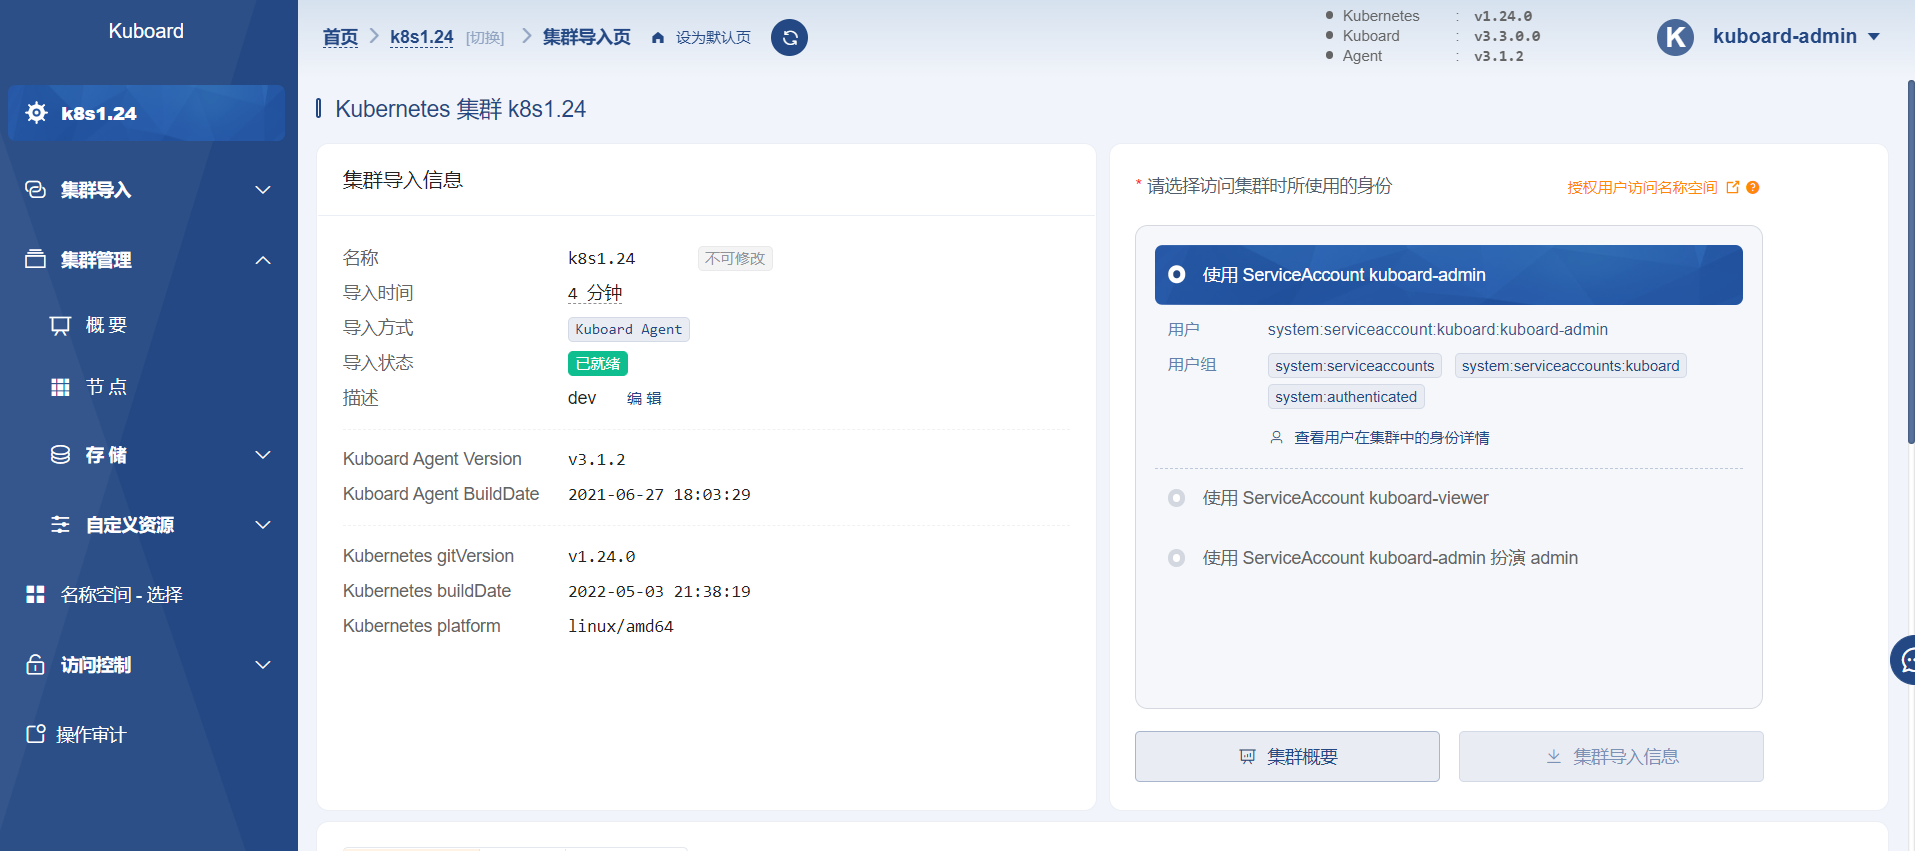 Kuboard
k8s1.24
集群导入
集群管理
概 要
节 点
存 储
自定义资源
名称空间 - 选择
访问控制
操作审计
首页 k8s1.24 [切换] 集群导入页 设为默认页
Kubernetes : v1.24.0
Kuboard : v3.3.0.0
Agent : v3.1.2
K kuboard-admin
Kubernetes 集群 k8s1.24
集群导入信息
名称 k8s1.24 不可修改
导入时间 4 分钟
导入方式 Kuboard Agent
导入状态 已就绪
描述 dev 编 辑
Kuboard Agent Version v3.1.2
Kuboard Agent BuildDate 2021-06-27 18:03:29
Kubernetes gitVersion v1.24.0
Kubernetes buildDate 2022-05-03 21:38:19
Kubernetes platform linux/amd64
* 请选择访问集群时所使用的身份 授权用户访问名称空间
使用 ServiceAccount kuboard-admin
用户 system:serviceaccount:kuboard:kuboard-admin
用户组 system:serviceaccounts system:serviceaccounts:kuboard
system:authenticated
查看用户在集群中的身份详情
使用 ServiceAccount kuboard-viewer
使用 ServiceAccount kuboard-admin 扮演 admin
集群概要 集群导入信息